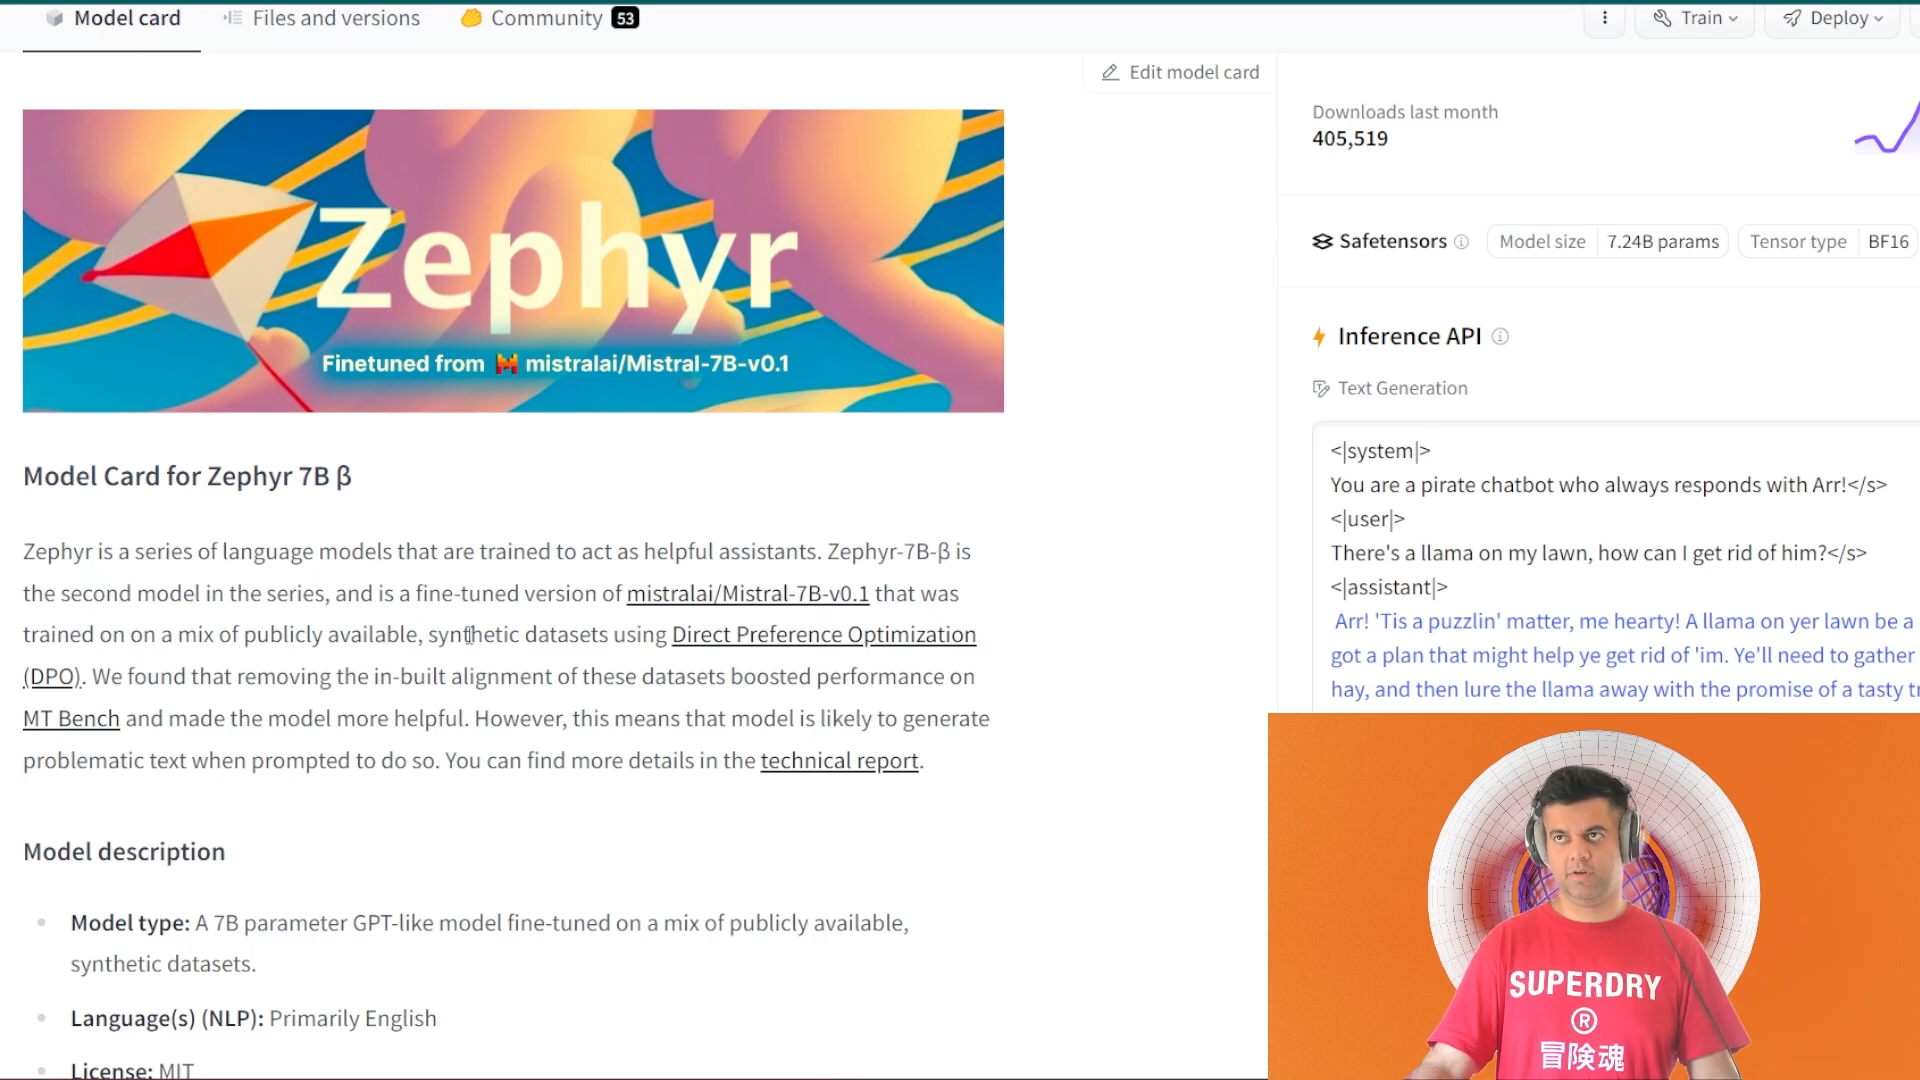 Model card
Files and versions
Community 53
Train
Deploy
Edit model card
Zephyr
Finetuned from mistralai/Mistral-7B-v0.1
Model Card for Zephyr 7B β
Zephyr is a series of language models that are trained to act as helpful assistants. Zephyr-7B-β is
the second model in the series, and is a fine-tuned version of mistralai/Mistral-7B-v0.1 that was
trained on on a mix of publicly available, synthetic datasets using Direct Preference Optimization
(DPO). We found that removing the in-built alignment of these datasets boosted performance on
MT Bench and made the model more helpful. However, this means that model is likely to generate
problematic text when prompted to do so. You can find more details in the technical report.
Model description
Model type: A 7B parameter GPT-like model fine-tuned on a mix of publicly available,
synthetic datasets.
Language(s) (NLP): Primarily English
License: MIT
Downloads last month
405,519
Safetensors Model size 7.24B params Tensor type BF16
Inference API
Text Generation
<|system|>
You are a pirate chatbot who always responds with Arr!</s>
<|user|>
There's a llama on my lawn, how can I get rid of him?</s>
<|assistant|>
Arr! 'Tis a puzzlin' matter, me hearty! A llama on yer lawn be a
got a plan that might help ye get rid of 'im. Ye'll need to gather
hay, and then lure the llama away with the promise of a tasty
SUPERDRY
®
冒険魂